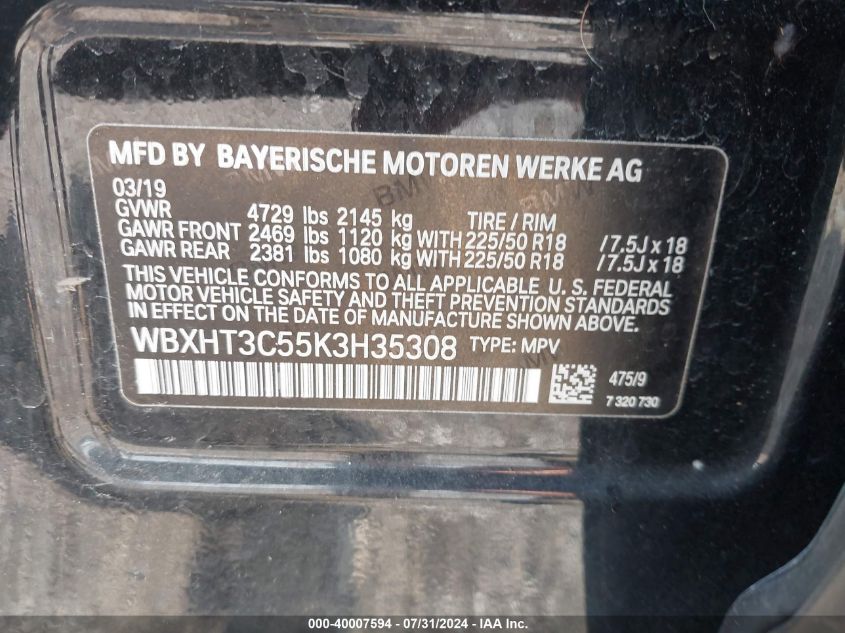 MFD BY BAYERISCHE MOTOREN WERKE AG
03/19
GVWR 4729 lbs 2145 kg TIRE / RIM
GAWR FRONT 2469 lbs 1120 kg WITH 225/50 R18 /7.5J x 18
GAWR REAR 2381 lbs 1080 kg WITH 225/50 R18 /7.5J x 18
THIS VEHICLE CONFORMS TO ALL APPLICABLE U. S. FEDERAL
MOTOR VEHICLE SAFETY AND THEFT PREVENTION STANDARDS
IN EFFECT ON THE DATE OF MANUFACTURE SHOWN ABOVE.
WBXHT3C55K3H35308 TYPE: MPV
475/9
7 320 730
000-40007594 - 07/31/2024 - IAA Inc.